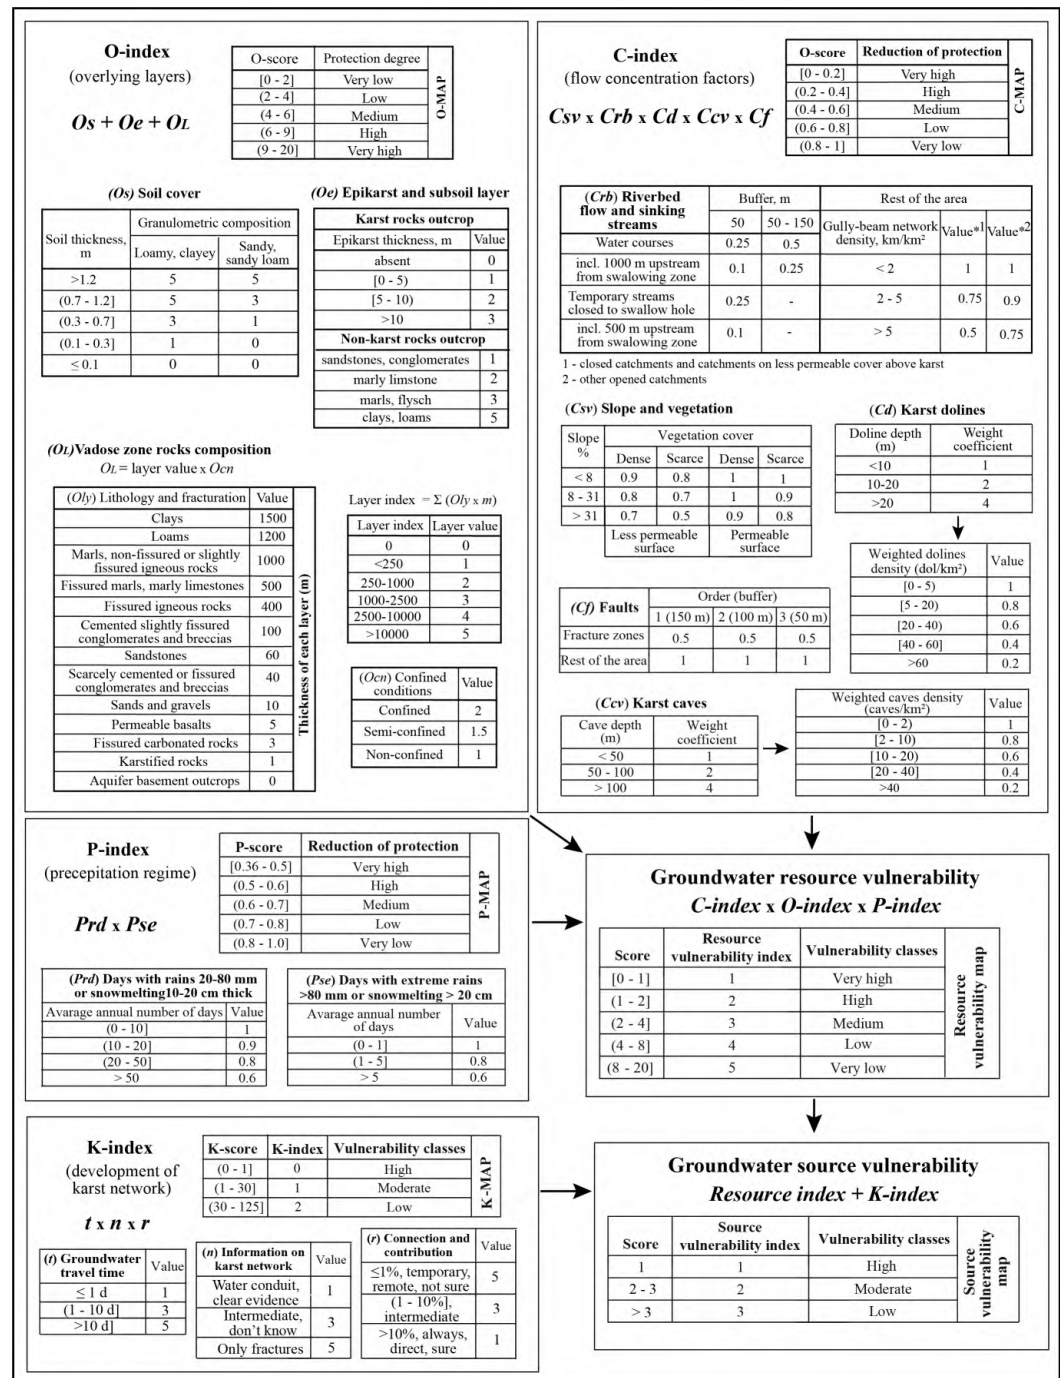 O-index
(overlying layers)
Os + Oe + OL
O-score Protection degree
[0 - 2] Very low
(2 - 4] Low
(4 - 6] Medium
(6 - 9] High
(9 - 20] Very high
O-MAP
(Os) Soil cover
Soil thickness, m Granulometric composition
Loamy, clayey Sandy, sandy loam
>1.2 5 5
(0.7 - 1.2] 5 3
(0.3 - 0.7] 3 1
(0.1 - 0.3] 1 0
≤ 0.1 0 0
(Oe) Epikarst and subsoil layer
Karst rocks outcrop
Epikarst thickness, m Value
absent 0
[0 - 5) 1
[5 - 10) 2
>10 3
Non-karst rocks outcrop
sandstones, conglomerates 1
marly limstone 2
marls, flysch 3
clays, loams 5
(OL)Vadose zone rocks composition
OL = layer value x Ocn
(Oly) Lithology and fracturation Value
Clays 1500
Loams 1200
Marls, non-fissured or slightly
fissured igneous rocks 1000
Fissured marls, marly limestones 500
Fissured igneous rocks 400
Cemented slightly fissured
conglomerates and breccias 100
Sandstones 60
Scarcely cemented or fissured
conglomerates and breccias 40
Sands and gravels 10
Permeable basalts 5
Fissured carbonated rocks 3
Karstified rocks 1
Aquifer basement outcrops 0
Thickness of each layer (m)
Layer index = Σ (Oly x m)
Layer index Layer value
0 0
<250 1
250-1000 2
1000-2500 3
2500-10000 4
>10000 5
(Ocn) Confined
conditions Value
Confined 2
Semi-confined 1.5
Non-confined 1
C-index
(flow concentration factors)
Csv x Crb x Cd x Ccv x Cf
O-score Reduction of protection
[0 - 0.2] Very high
(0.2 - 0.4] High
(0.4 - 0.6] Medium
(0.6 - 0.8] Low
(0.8 - 1] Very low
C-MAP
(Crb) Riverbed
flow and sinking
streams
Buffer, m Rest of the area
50 50 - 150 Gully-beam network
density, km/km² Value*1 Value*2
Water courses 0.25 0.5
incl. 1000 m upstream
from swalowing zone 0.1 0.25 < 2 1 1
Temporary streams
closed to swallow hole 0.25 - 2 - 5 0.75 0.9
incl. 500 m upstream
from swalowing zone 0.1 - > 5 0.5 0.75
1 - closed catchments and catchments on less permeable cover above karst
2 - other opened catchments
(Csv) Slope and vegetation
Slope % Vegetation cover
Dense Scarce Dense Scarce
< 8 0.9 0.8 1 1
8 - 31 0.8 0.7 1 0.9
> 31 0.7 0.5 0.9 0.8
Less permeable surface Permeable surface
(Cd) Karst dolines
Doline depth (m) Weight coefficient
<10 1
10-20 2
>20 4
Weighted dolines
density (dol/km²) Value
[0 - 5) 1
[5 - 20) 0.8
[20 - 40) 0.6
[40 - 60] 0.4
>60 0.2
(Cf) Faults Order (buffer)
1 (150 m) 2 (100 m) 3 (50 m)
Fracture zones 0.5 0.5 0.5
Rest of the area 1 1 1
(Ccv) Karst caves
Cave depth (m) Weight coefficient
< 50 1
50 - 100 2
> 100 4
Weighted caves density
(caves/km²) Value
[0 - 2) 1
[2 - 10) 0.8
[10 - 20) 0.6
[20 - 40] 0.4
>40 0.2
P-index
(precipitation regime)
Prd x Pse
P-score Reduction of protection
[0.36 - 0.5] Very high
(0.5 - 0.6] High
(0.6 - 0.7] Medium
(0.7 - 0.8] Low
(0.8 - 1.0] Very low
P-MAP
(Prd) Days with rains 20-80 mm
or snowmelting10-20 cm thick
Avarage annual number of days Value
(0 - 10] 1
(10 - 20] 0.9
(20 - 50] 0.8
> 50 0.6
(Pse) Days with extreme rains
>80 mm or snowmelting > 20 cm
Avarage annual number
of days Value
(0 - 1] 1
(1 - 5] 0.8
> 5 0.6
Groundwater resource vulnerability
C-index x O-index x P-index
Score Resource vulnerability index Vulnerability classes
[0 - 1] 1 Very high
(1 - 2] 2 High
(2 - 4] 3 Medium
(4 - 8] 4 Low
(8 - 20] 5 Very low
Resource
vulnerability map
K-index
(development of
karst network)
t x n x r
K-score K-index Vulnerability classes
(0 - 1] 0 High
(1 - 30] 1 Moderate
(30 - 125] 2 Low
K-MAP
(t) Groundwater
travel time Value
≤ 1 d 1
(1 - 10 d] 3
>10 d] 5
(n) Information on
karst network Value
Water conduit,
clear evidence 1
Intermediate,
don't know 3
Only fractures 5
(r) Connection and
contribution Value
≤1%, temporary,
remote, not sure 5
(1 - 10%],
intermediate 3
>10%, always,
direct, sure 1
Groundwater source vulnerability
Resource index + K-index
Score Source vulnerability index Vulnerability classes
1 1 High
2 - 3 2 Moderate
> 3 3 Low
Source
vulnerability
map